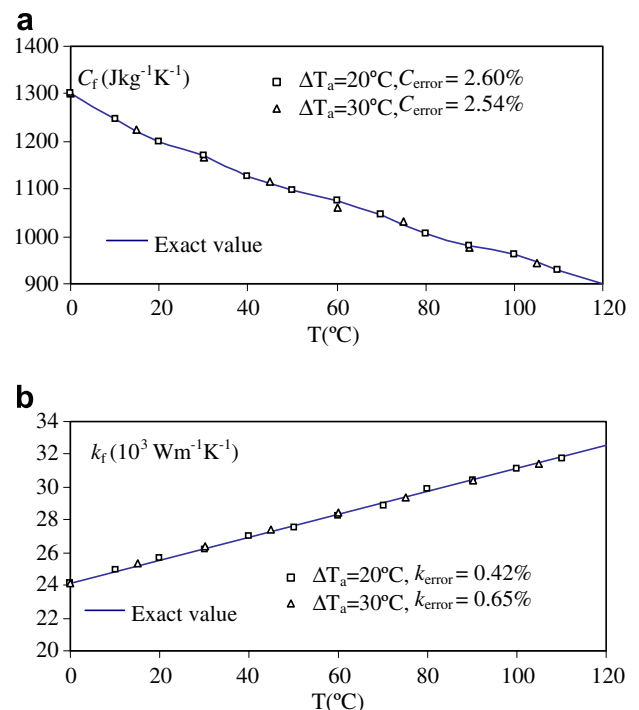 a
1400
1300
1200
1100
1000
900
C_f (Jkg⁻¹K⁻¹)
□ ΔT_a=20ºC, C_error = 2.60%
△ ΔT_a=30ºC, C_error = 2.54%
Exact value
0 20 40 60 80 100 120
T(ºC)
b
34
32
30
28
26
24
22
20
k_f (10³ Wm⁻¹K⁻¹)
□ ΔT_a=20ºC, k_error = 0.42%
△ ΔT_a=30ºC, k_error = 0.65%
Exact value
0 20 40 60 80 100 120
T(ºC)